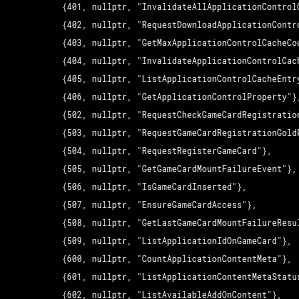 {401, nullptr, "InvalidateAllApplicationControlC
{402, nullptr, "RequestDownloadApplicationContro
{403, nullptr, "GetMaxApplicationControlCacheCou
{404, nullptr, "InvalidateApplicationControlCach
{405, nullptr, "ListApplicationControlCacheEntry
{406, nullptr, "GetApplicationControlProperty"},
{502, nullptr, "RequestCheckGameCardRegistration
{503, nullptr, "RequestGameCardRegistrationGoldP
{504, nullptr, "RequestRegisterGameCard"},
{505, nullptr, "GetGameCardMountFailureEvent"},
{506, nullptr, "IsGameCardInserted"},
{507, nullptr, "EnsureGameCardAccess"},
{508, nullptr, "GetLastGameCardMountFailureResul
{509, nullptr, "ListApplicationIdOnGameCard"},
{600, nullptr, "CountApplicationContentMeta"},
{601, nullptr, "ListApplicationContentMetaStatus
{602, nullptr, "ListAvailableAddOnContent"},